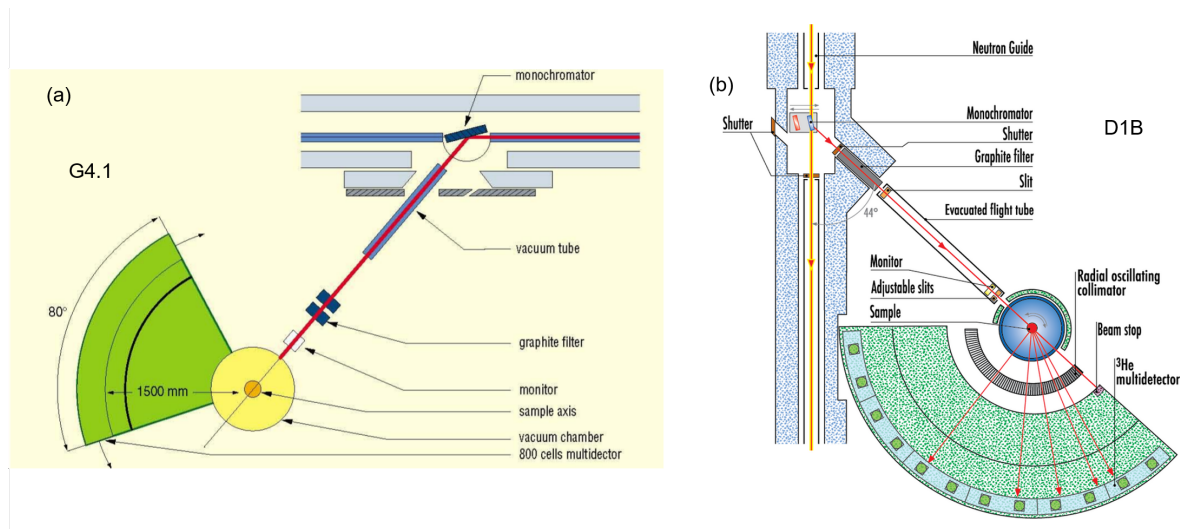 (a)
G4.1
monochromator
vacuum tube
80°
1500 mm
graphite filter
monitor
sample axis
vacuum chamber
800 cells multidector
(b)
D1B
Neutron Guide
Monochromator
Shutter
Shutter
Graphite filter
Slit
Evacuated flight tube
44°
Monitor
Adjustable slits
Sample
Radial oscillating
collimator
Beam stop
³He
multidetector